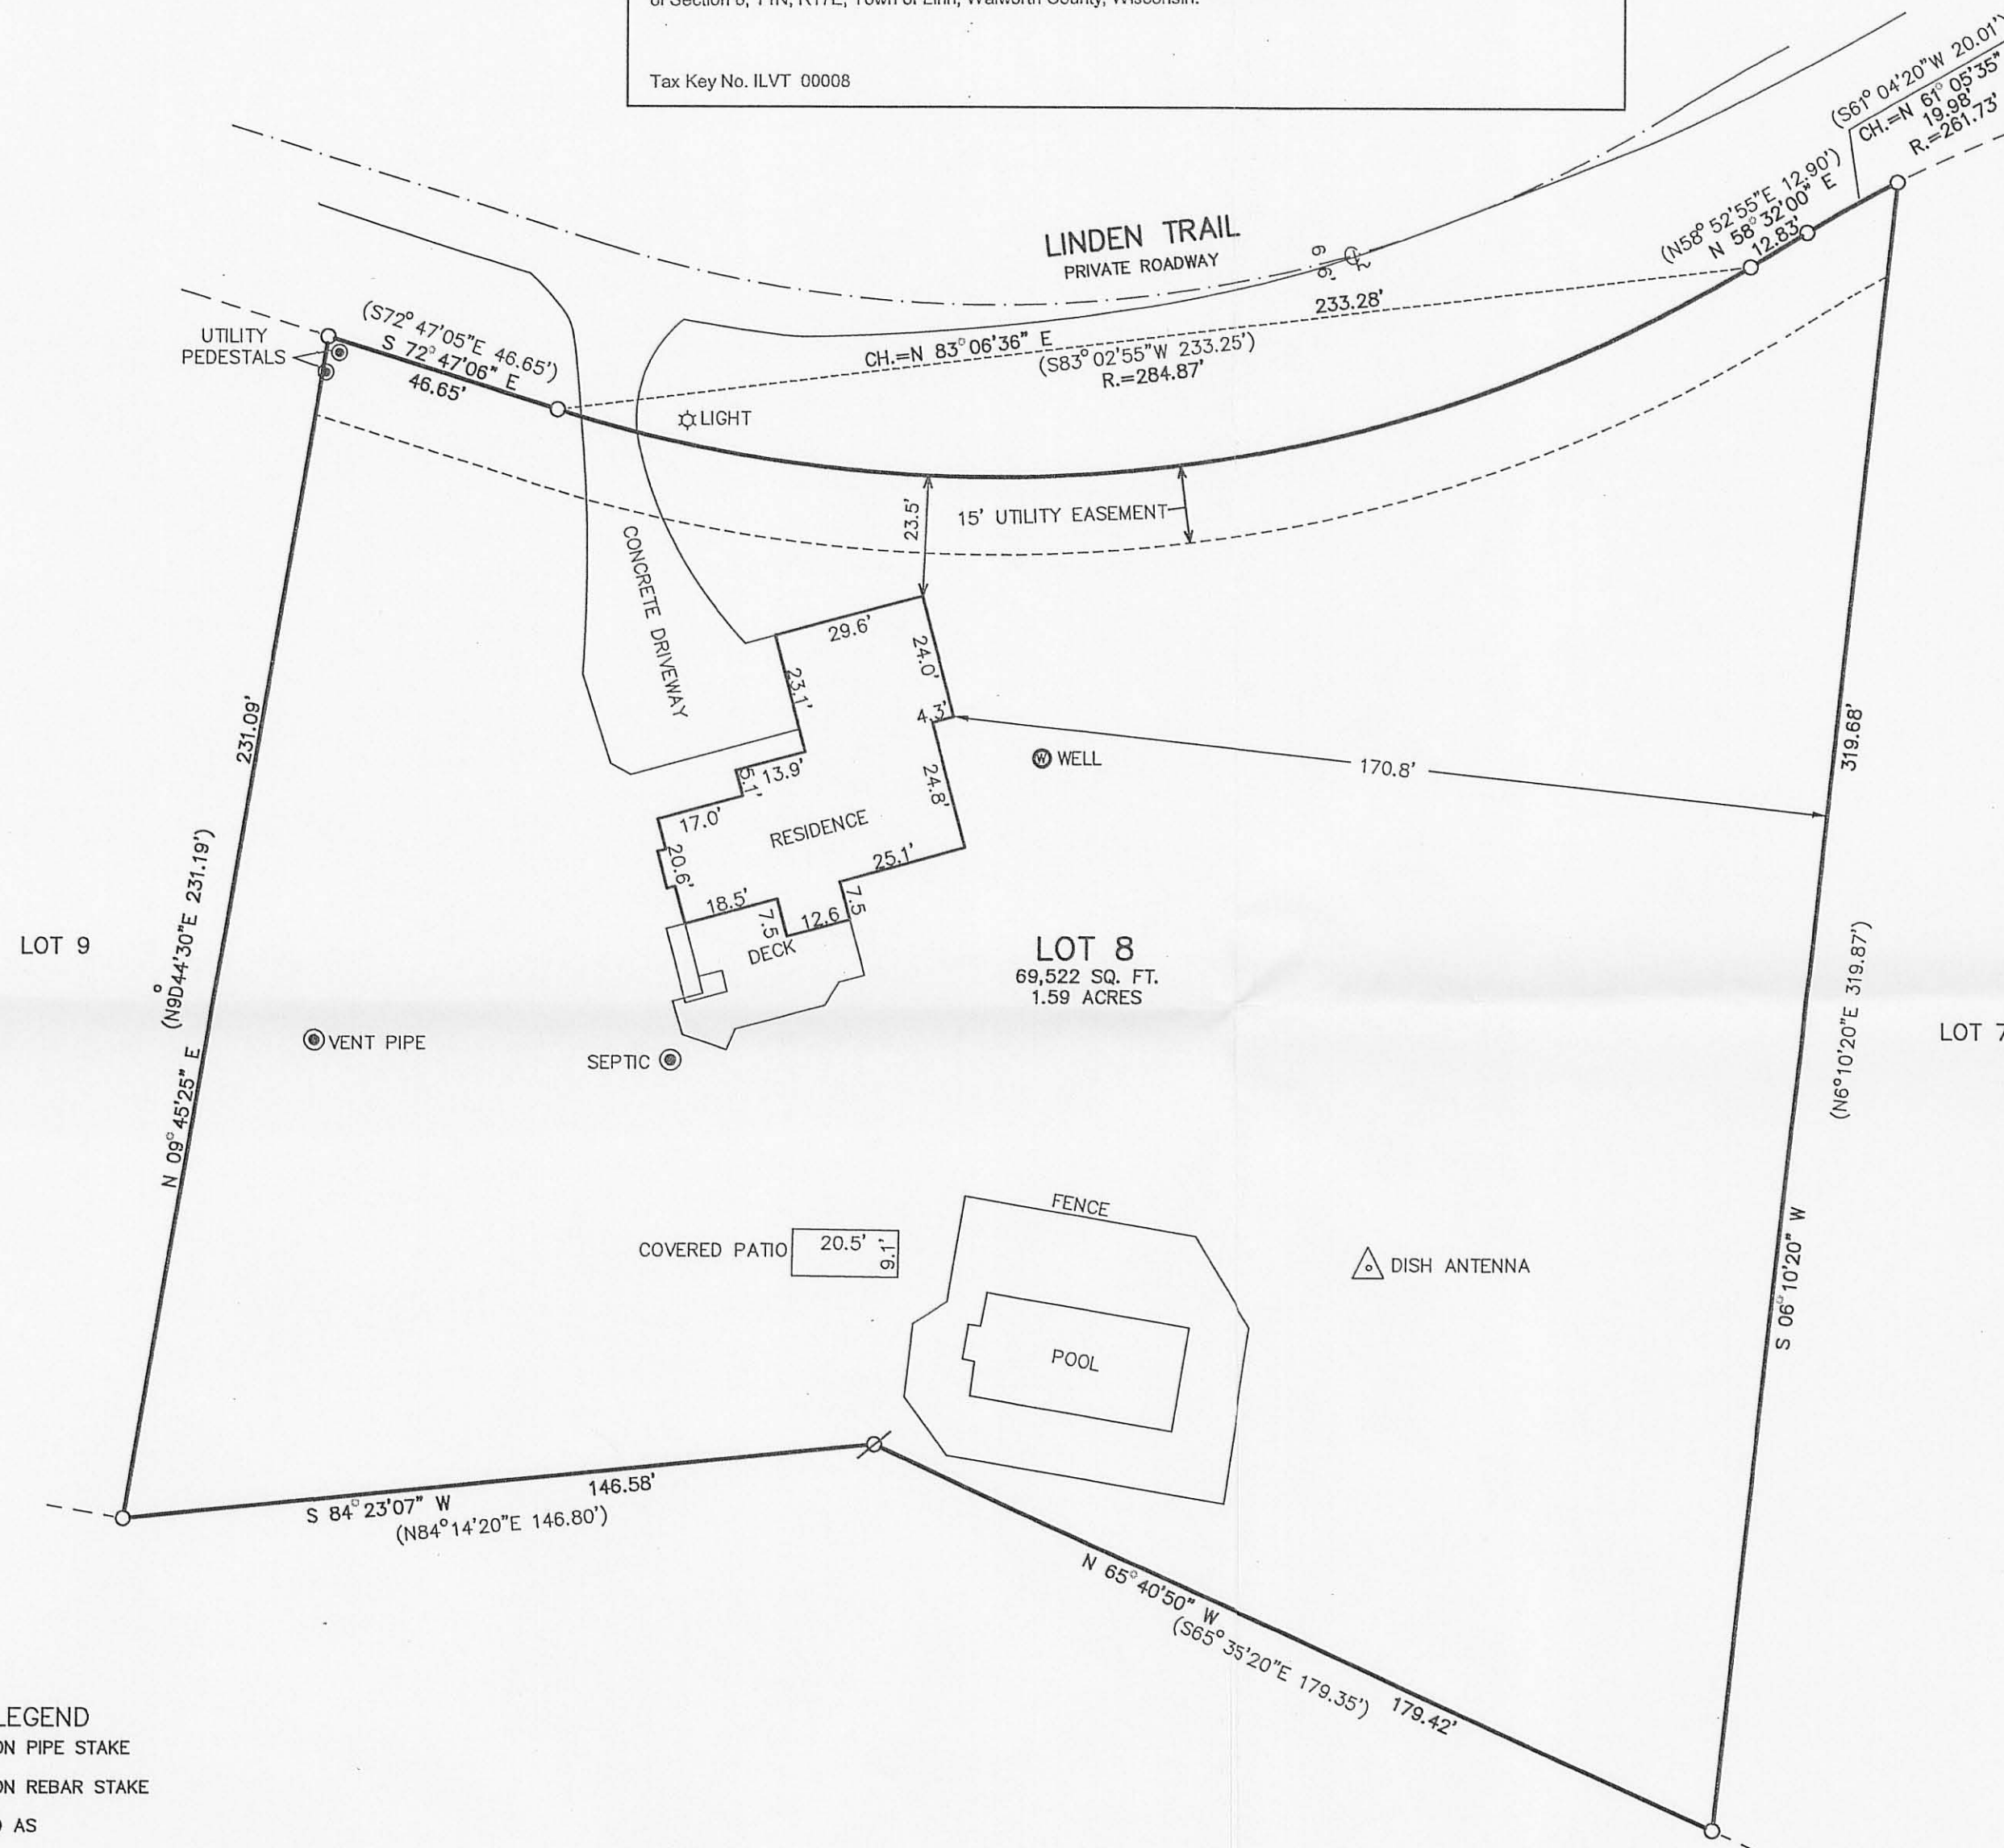 Tax Key No. ILVT 00008
(S61° 04'20"W 20.01')
CH.=N 61° 05'35"
19.98'
R.=261.73'
(N58° 52'55"E 12.90')
N 58° 32'00" E
12.83'
LINDEN TRAIL
PRIVATE ROADWAY
66'
233.28'
CH.=N 83°06'36" E
(S83°02'55"W 233.25')
R.=284.87'
UTILITY
PEDESTALS
(S72°47'05"E 46.65')
S 72°47'06" E
46.65'
LIGHT
23.5'
15' UTILITY EASEMENT
CONCRETE DRIVEWAY
29.6'
24.0'
23.1'
4.3'
WELL
170.8'
319.68'
231.09'
5.1'
13.9'
24.8'
17.0'
RESIDENCE
20.6'
25.1'
18.5'
7.5
12.6
7.5
DECK
LOT 9
(N9D44'30"E 231.19')
N 09°45'25" E
LOT 8
69,522 SQ. FT.
1.59 ACRES
(N6°10'20"E 319.87')
LOT 7
VENT PIPE
SEPTIC
FENCE
COVERED PATIO
20.5'
9.1'
DISH ANTENNA
S 06°10'20" W
POOL
146.58'
S 84°23'07" W
(N84°14'20"E 146.80')
N 65°40'50" W
(S65°35'20"E 179.35')
179.42'
LEGEND
ON PIPE STAKE
ON REBAR STAKE
AS